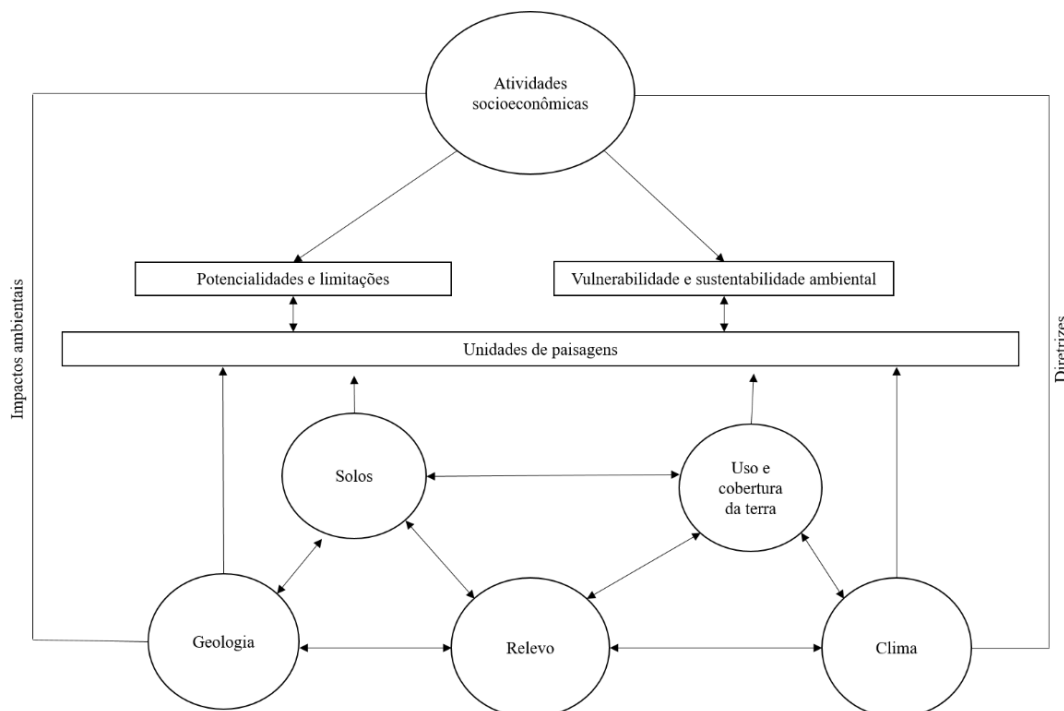 Atividades
socioeconômicas
Potencialidades e limitações
Vulnerabilidade e sustentabilidade ambiental
Unidades de paisagens
Impactos ambientais
Diretrizes
Solos
Uso e
cobertura
da terra
Geologia
Relevo
Clima